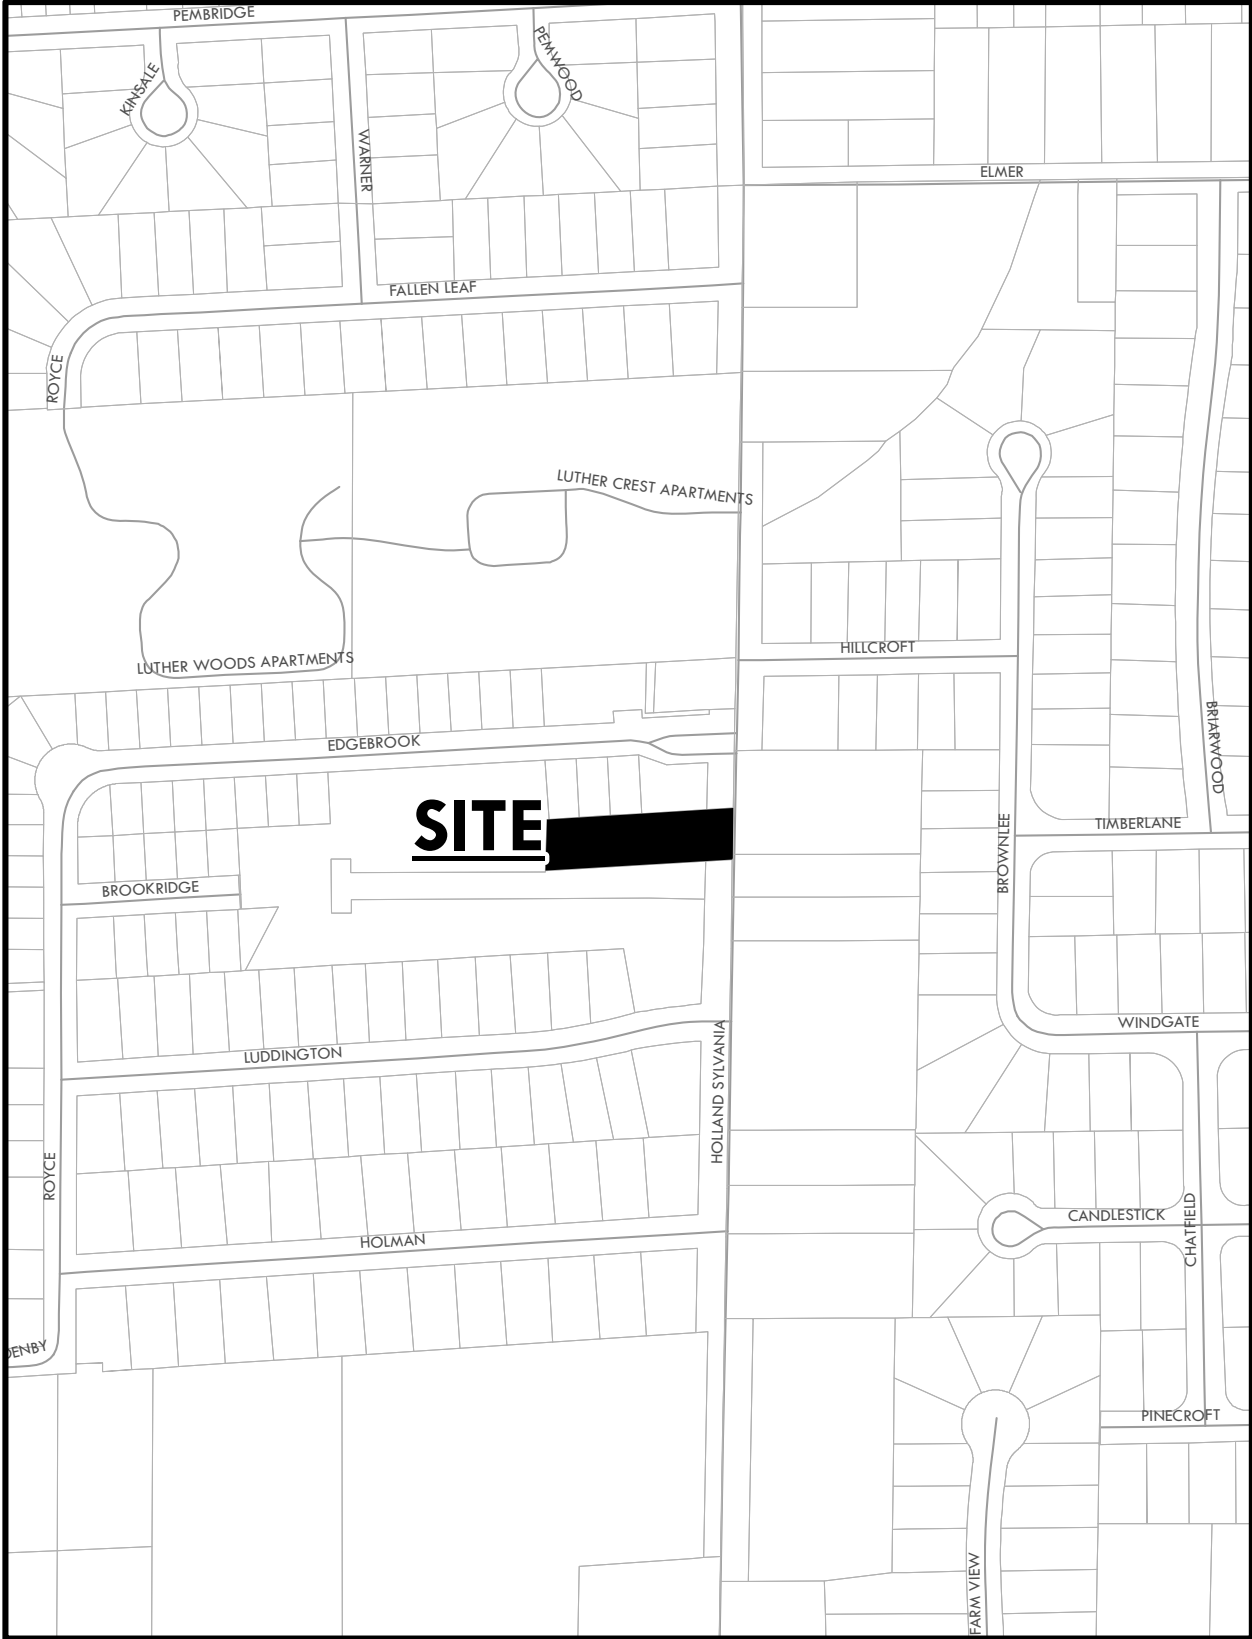 PEMBRIDGE
PEMWOOD
KINSALE
WARNER
ELMER
FALLEN LEAF
ROYCE
LUTHER CREST APARTMENTS
HILLCROFT
LUTHER WOODS APARTMENTS
BRIARWOOD
EDGEBROOK
SITE
TIMBERLANE
BROWNLEE
BROOKRIDGE
WINDGATE
LUDDINGTON
HOLLAND SYLVANIA
ROYCE
CANDLESTICK
CHATFIELD
HOLMAN
DENBY
PINECROFT
FARM VIEW